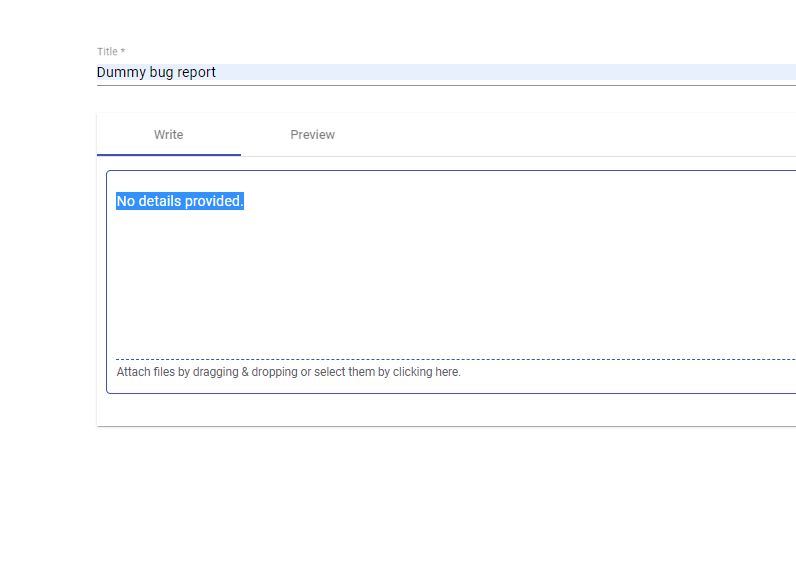 Title *
Dummy bug report
Write Preview
No details provided.
Attach files by dragging & dropping or select them by clicking here.